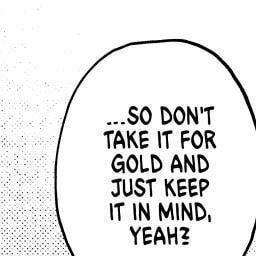 ...SO DON'T
TAKE IT FOR
GOLD AND
JUST KEEP
IT IN MIND,
YEAH?